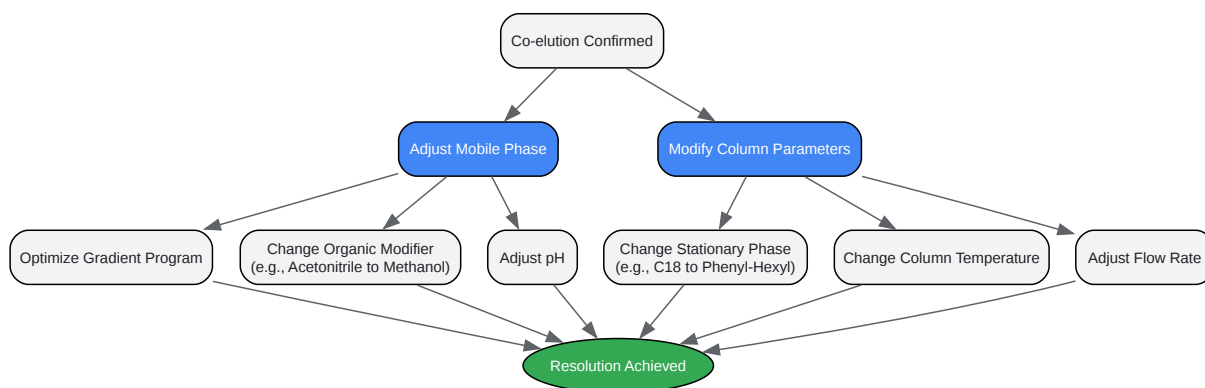 Co-elution Confirmed
Adjust Mobile Phase
Modify Column Parameters
Optimize Gradient Program
Change Organic Modifier
(e.g., Acetonitrile to Methanol)
Adjust pH
Change Stationary Phase
(e.g., C18 to Phenyl-Hexyl)
Change Column Temperature
Adjust Flow Rate
Resolution Achieved